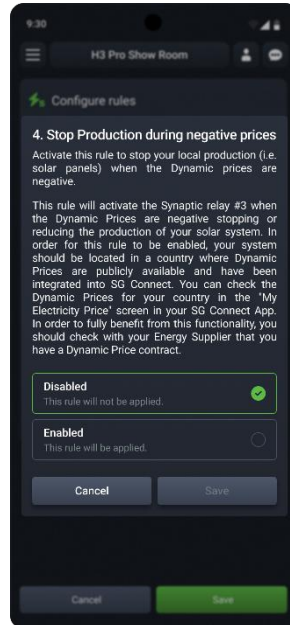 9:30
H3 Pro Show Room
Configure rules
4. Stop Production during negative prices
Activate this rule to stop your local production (i.e.
solar panels) when the Dynamic prices are
negative.
This rule will activate the Synaptic relay #3 when
the Dynamic Prices are negative stopping or
reducing the production of your solar system. In
order for this rule to be enabled, your system
should be located in a country where Dynamic
Prices are publicly available and have been
integrated into SG Connect. You can check the
Dynamic Prices for your country in the 'My
Electricity Price' screen in your SG Connect App.
In order to fully benefit from this functionality, you
should check with your Energy Supplier that you
have a Dynamic Price contract.
Disabled
This rule will not be applied.
Enabled
This rule will be applied.
Cancel Save
Cancel Save